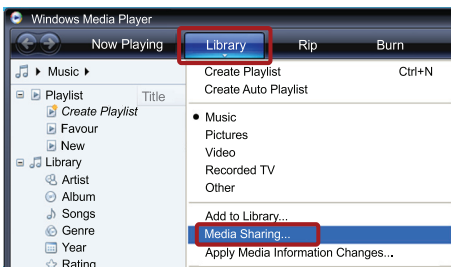 Windows Media Player
Now Playing Library Rip Burn
Music
Playlist Title
Create Playlist
Favour
New
Library
Artist
Album
Songs
Genre
Year
Rating
Create Playlist Ctrl+N
Create Auto Playlist
Music
Pictures
Video
Recorded TV
Other
Add to Library...
Media Sharing...
Apply Media Information Changes...